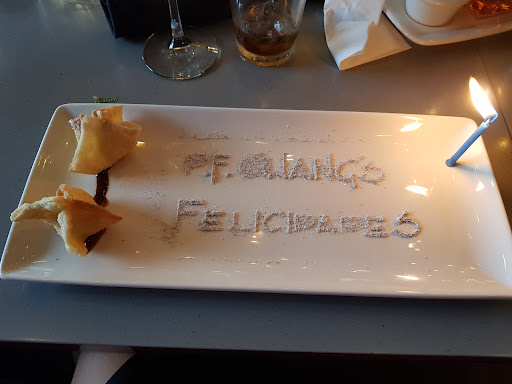 P.F. CHANG'S
FELICIDADES